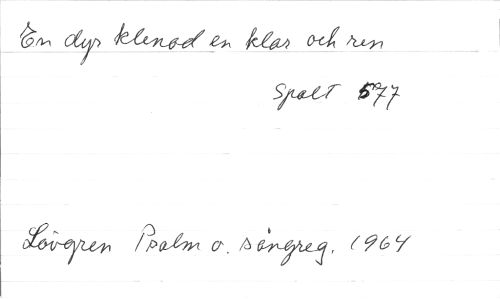 En dyr klenod en klar och ren
Spalt 577
Lövgren Psalm o. sångreg. 1964